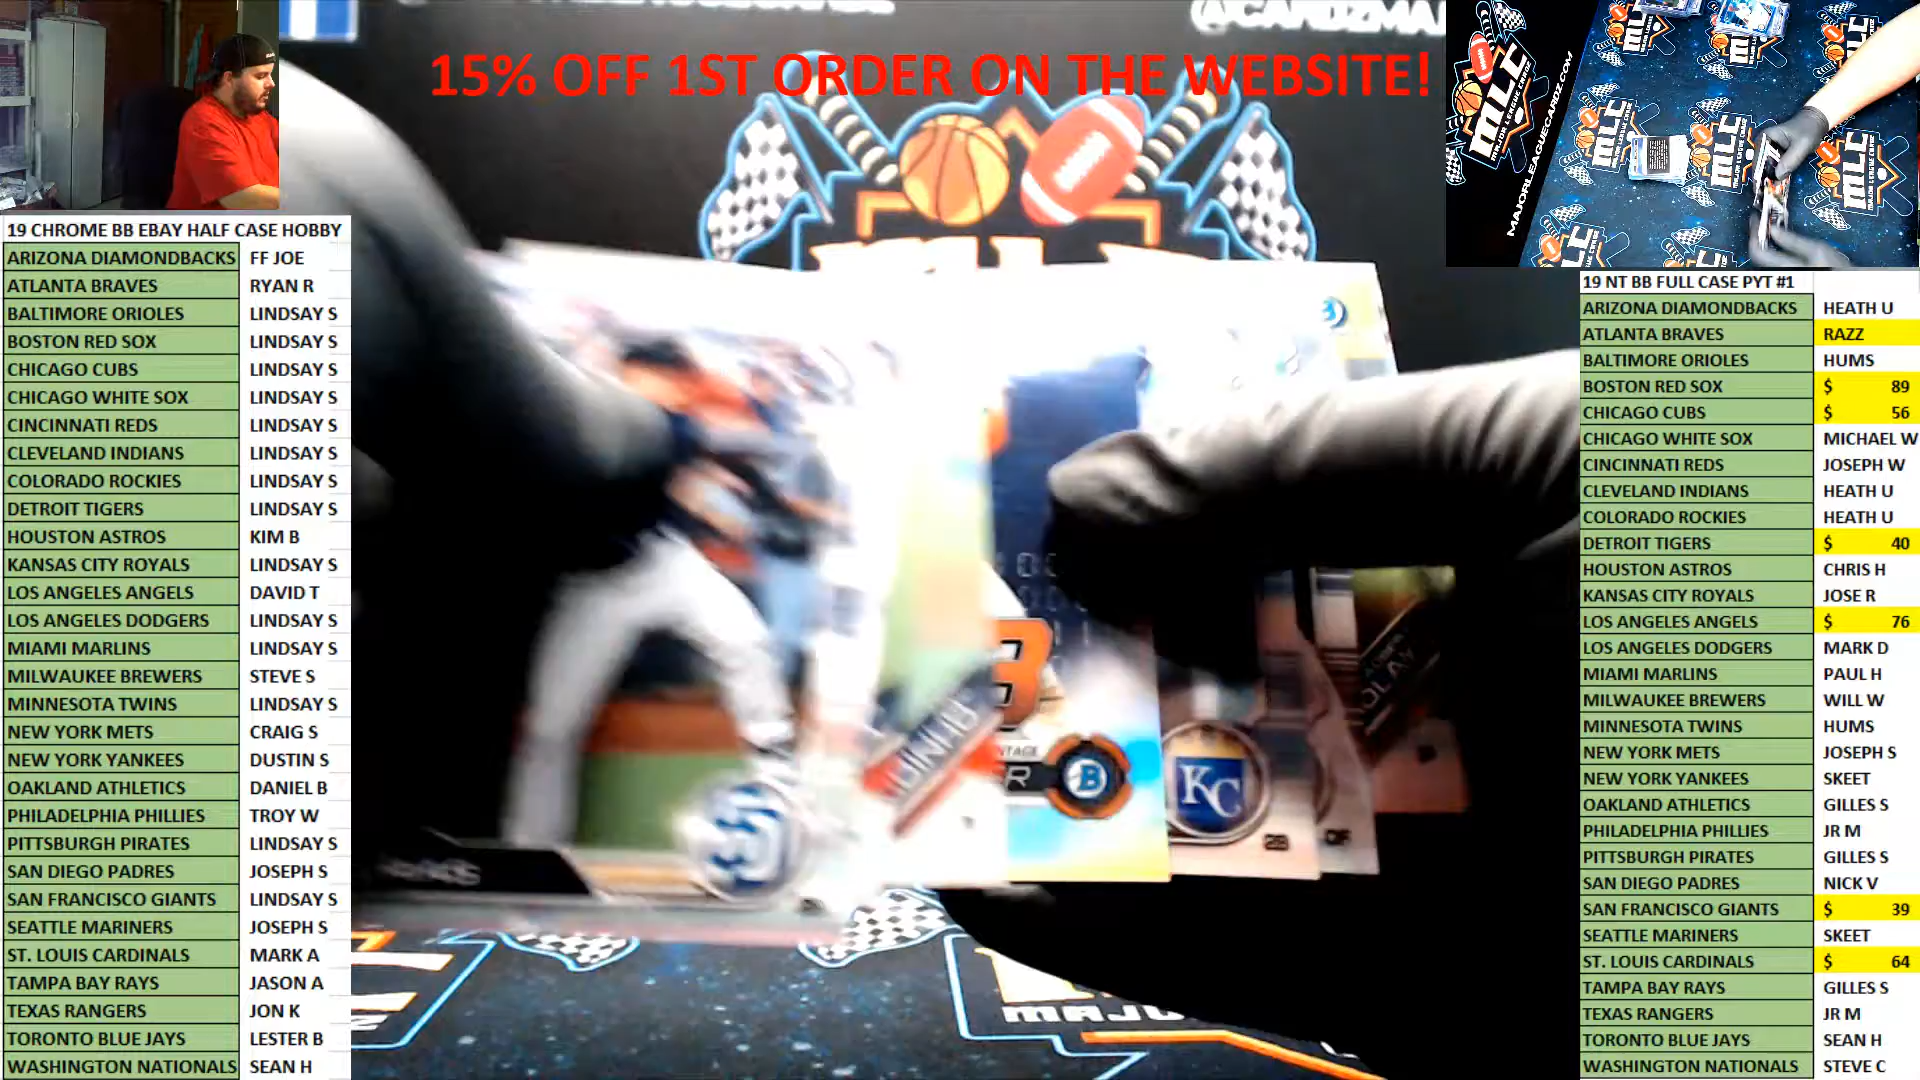 15% OFF 1ST ORDER ON THE WEBSITE!
MLC
MAJOR LEAGUE CARDZ
MAJORLEAGUECARDZ.COM
19 CHROME BB EBAY HALF CASE HOBBY
ARIZONA DIAMONDBACKS FF JOE
ATLANTA BRAVES RYAN R
BALTIMORE ORIOLES LINDSAY S
BOSTON RED SOX LINDSAY S
CHICAGO CUBS LINDSAY S
CHICAGO WHITE SOX LINDSAY S
CINCINNATI REDS LINDSAY S
CLEVELAND INDIANS LINDSAY S
COLORADO ROCKIES LINDSAY S
DETROIT TIGERS LINDSAY S
HOUSTON ASTROS KIM B
KANSAS CITY ROYALS LINDSAY S
LOS ANGELES ANGELS DAVID T
LOS ANGELES DODGERS LINDSAY S
MIAMI MARLINS LINDSAY S
MILWAUKEE BREWERS STEVE S
MINNESOTA TWINS LINDSAY S
NEW YORK METS CRAIG S
NEW YORK YANKEES DUSTIN S
OAKLAND ATHLETICS DANIEL B
PHILADELPHIA PHILLIES TROY W
PITTSBURGH PIRATES LINDSAY S
SAN DIEGO PADRES JOSEPH S
SAN FRANCISCO GIANTS LINDSAY S
SEATTLE MARINERS JOSEPH S
ST. LOUIS CARDINALS MARK A
TAMPA BAY RAYS JASON A
TEXAS RANGERS JON K
TORONTO BLUE JAYS LESTER B
WASHINGTON NATIONALS SEAN H
KC
2B
OF
B
19 NT BB FULL CASE PYT #1
ARIZONA DIAMONDBACKS HEATH U
ATLANTA BRAVES RAZZ
BALTIMORE ORIOLES HUMS
BOSTON RED SOX $ 89
CHICAGO CUBS $ 56
CHICAGO WHITE SOX MICHAEL W
CINCINNATI REDS JOSEPH W
CLEVELAND INDIANS HEATH U
COLORADO ROCKIES HEATH U
DETROIT TIGERS $ 40
HOUSTON ASTROS CHRIS H
KANSAS CITY ROYALS JOSE R
LOS ANGELES ANGELS $ 76
LOS ANGELES DODGERS MARK D
MIAMI MARLINS PAUL H
MILWAUKEE BREWERS WILL W
MINNESOTA TWINS HUMS
NEW YORK METS JOSEPH S
NEW YORK YANKEES SKEET
OAKLAND ATHLETICS GILLES S
PHILADELPHIA PHILLIES JR M
PITTSBURGH PIRATES GILLES S
SAN DIEGO PADRES NICK V
SAN FRANCISCO GIANTS $ 39
SEATTLE MARINERS SKEET
ST. LOUIS CARDINALS $ 64
TAMPA BAY RAYS GILLES S
TEXAS RANGERS JR M
TORONTO BLUE JAYS SEAN H
WASHINGTON NATIONALS STEVE C